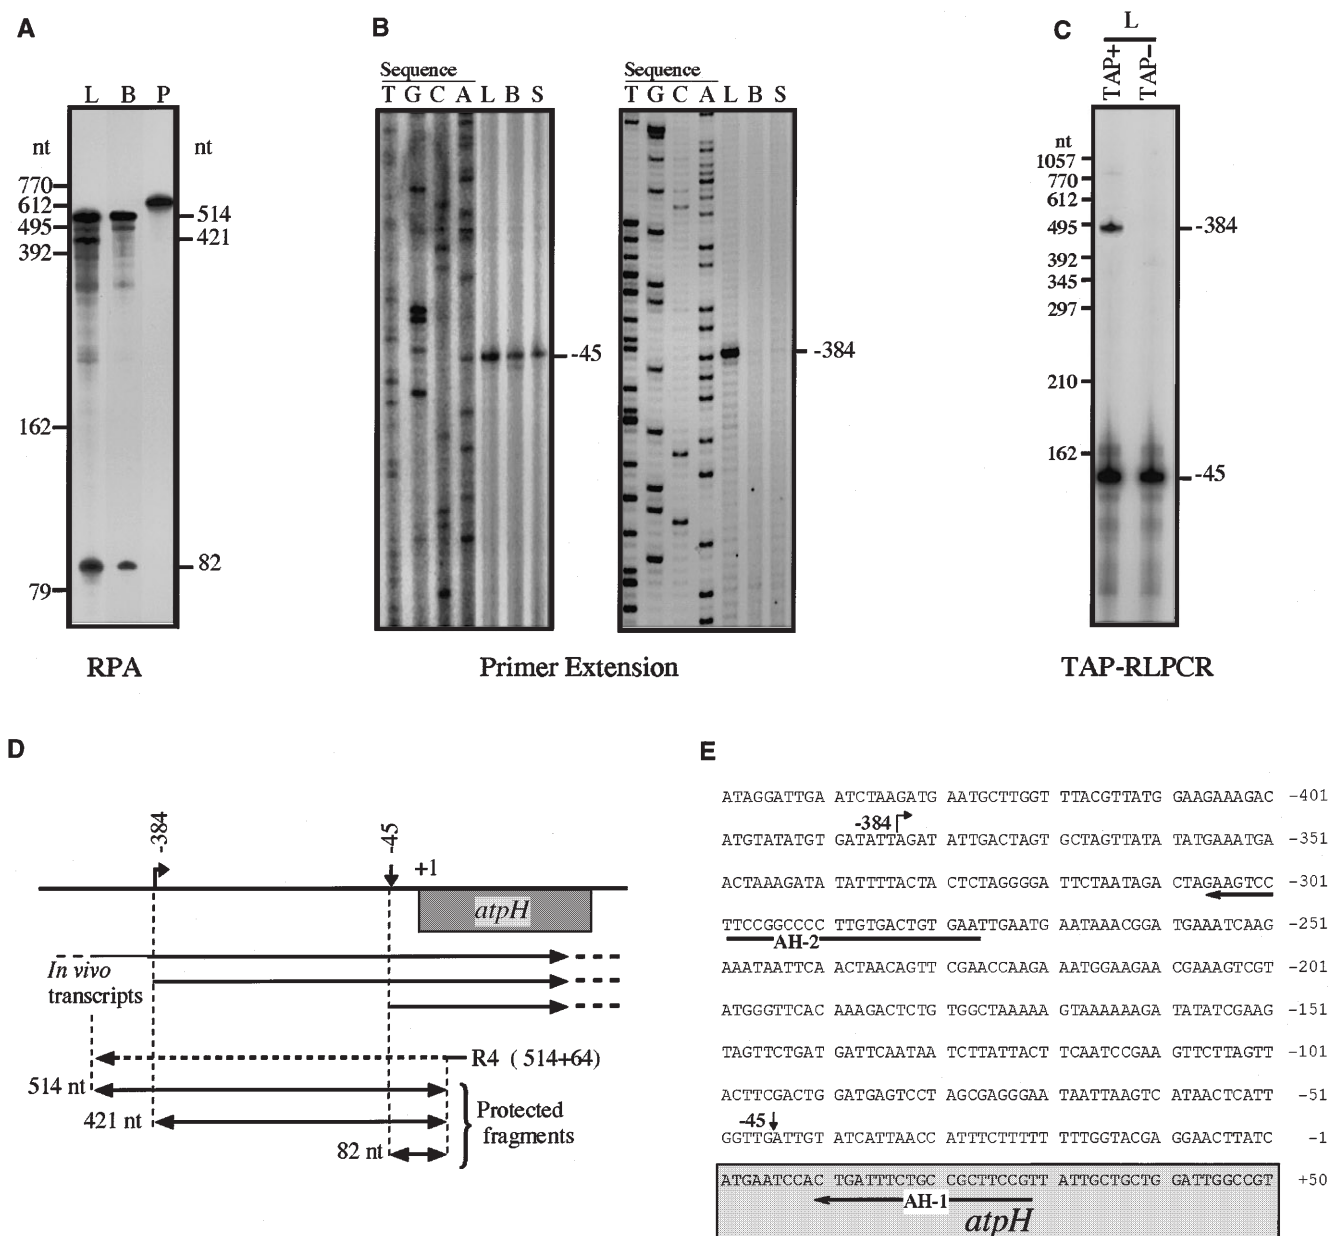 A
L B P
nt
nt
770
612
495
392
162
79
514
421
82
RPA
B
Sequence
T G C A L B S
-45
Sequence
T G C A L B S
-384
Primer Extension
C
L
TAP+
TAP-
nt
1057
770
612
495
392
345
297
210
162
-384
-45
TAP-RLPCR
D
-384
-45
+1
atpH
In vivo
transcripts
R4 ( 514+64)
514 nt
421 nt
82 nt
Protected
fragments
E
ATAGGATTGA ATCTAAGATG AATGCTTGGT TTACGTTATG GAAGAAAGAC -401
-384
ATGTATATGT GATATTAGAT ATTGACTAGT GCTAGTTATA TATGAAATGA -351
ACTAAAGATA TATTTTACTA CTCTAGGGGA TTCTAATAGA CTAGAAGTCC -301
TTCCGGCCCC TTGTGACTGT GAATTGAATG AATAAACGGA TGAAATCAAG -251
AH-2
AAATAATTCA ACTAACAGTT CGAACCAAGA AATGGAAGAA CGAAAGTCGT -201
ATGGGTTCAC AAAGACTCTG TGGCTAAAAA GTAAAAAAGA TATATCGAAG -151
TAGTTCTGAT GATTCAATAA TCTTATTACT TCAATCCGAA GTTCTTAGTT -101
ACTTCGACTG GATGAGTCCT AGCGAGGGAA TAATTAAGTC ATAACTCATT -51
-45
GGTTGATTGT ATCATTAACC ATTTCTTTTT TTTGGTACGA GGAACTTATC -1
ATGAATCCAC TGATTTCTGC CGCTTCCGTT ATTGCTGCTG GATTGGCCGT +50
AH-1
atpH